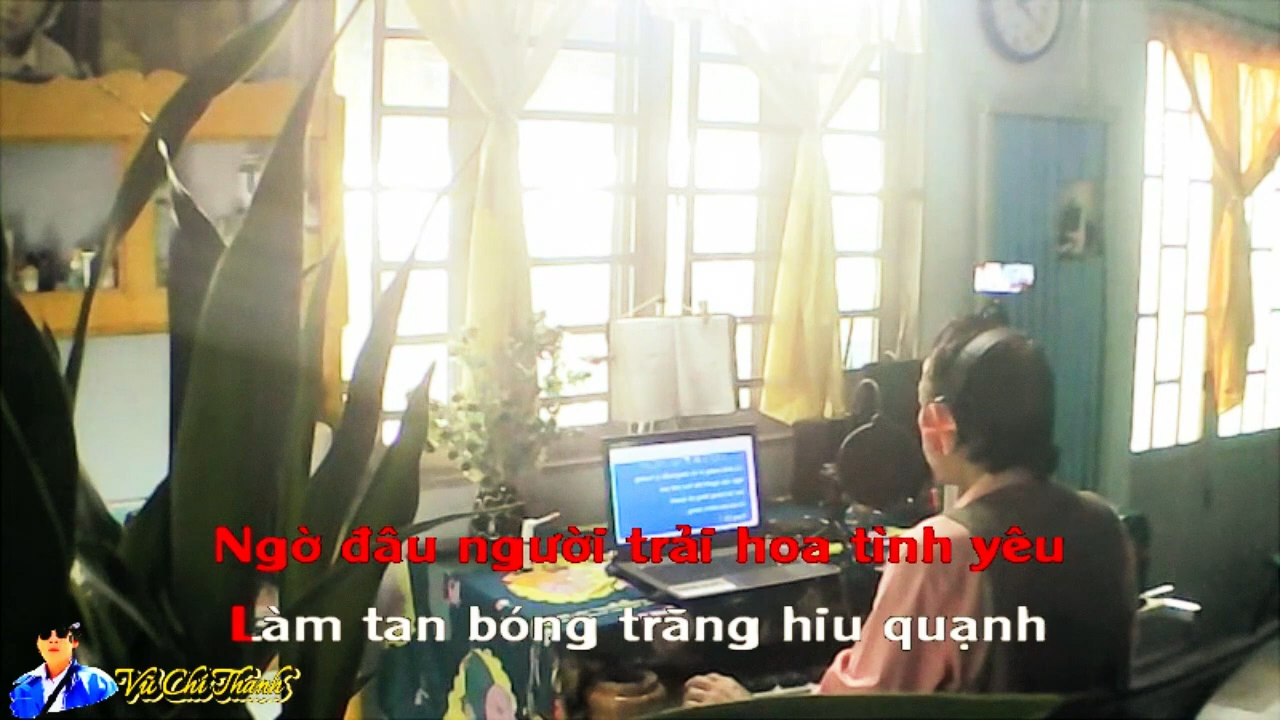 Ngờ đâu người trải hoa tình yêu
Làm tan bóng trăng hiu quạnh
Vũ Chí Thành